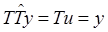 TT̂y = Tu = y